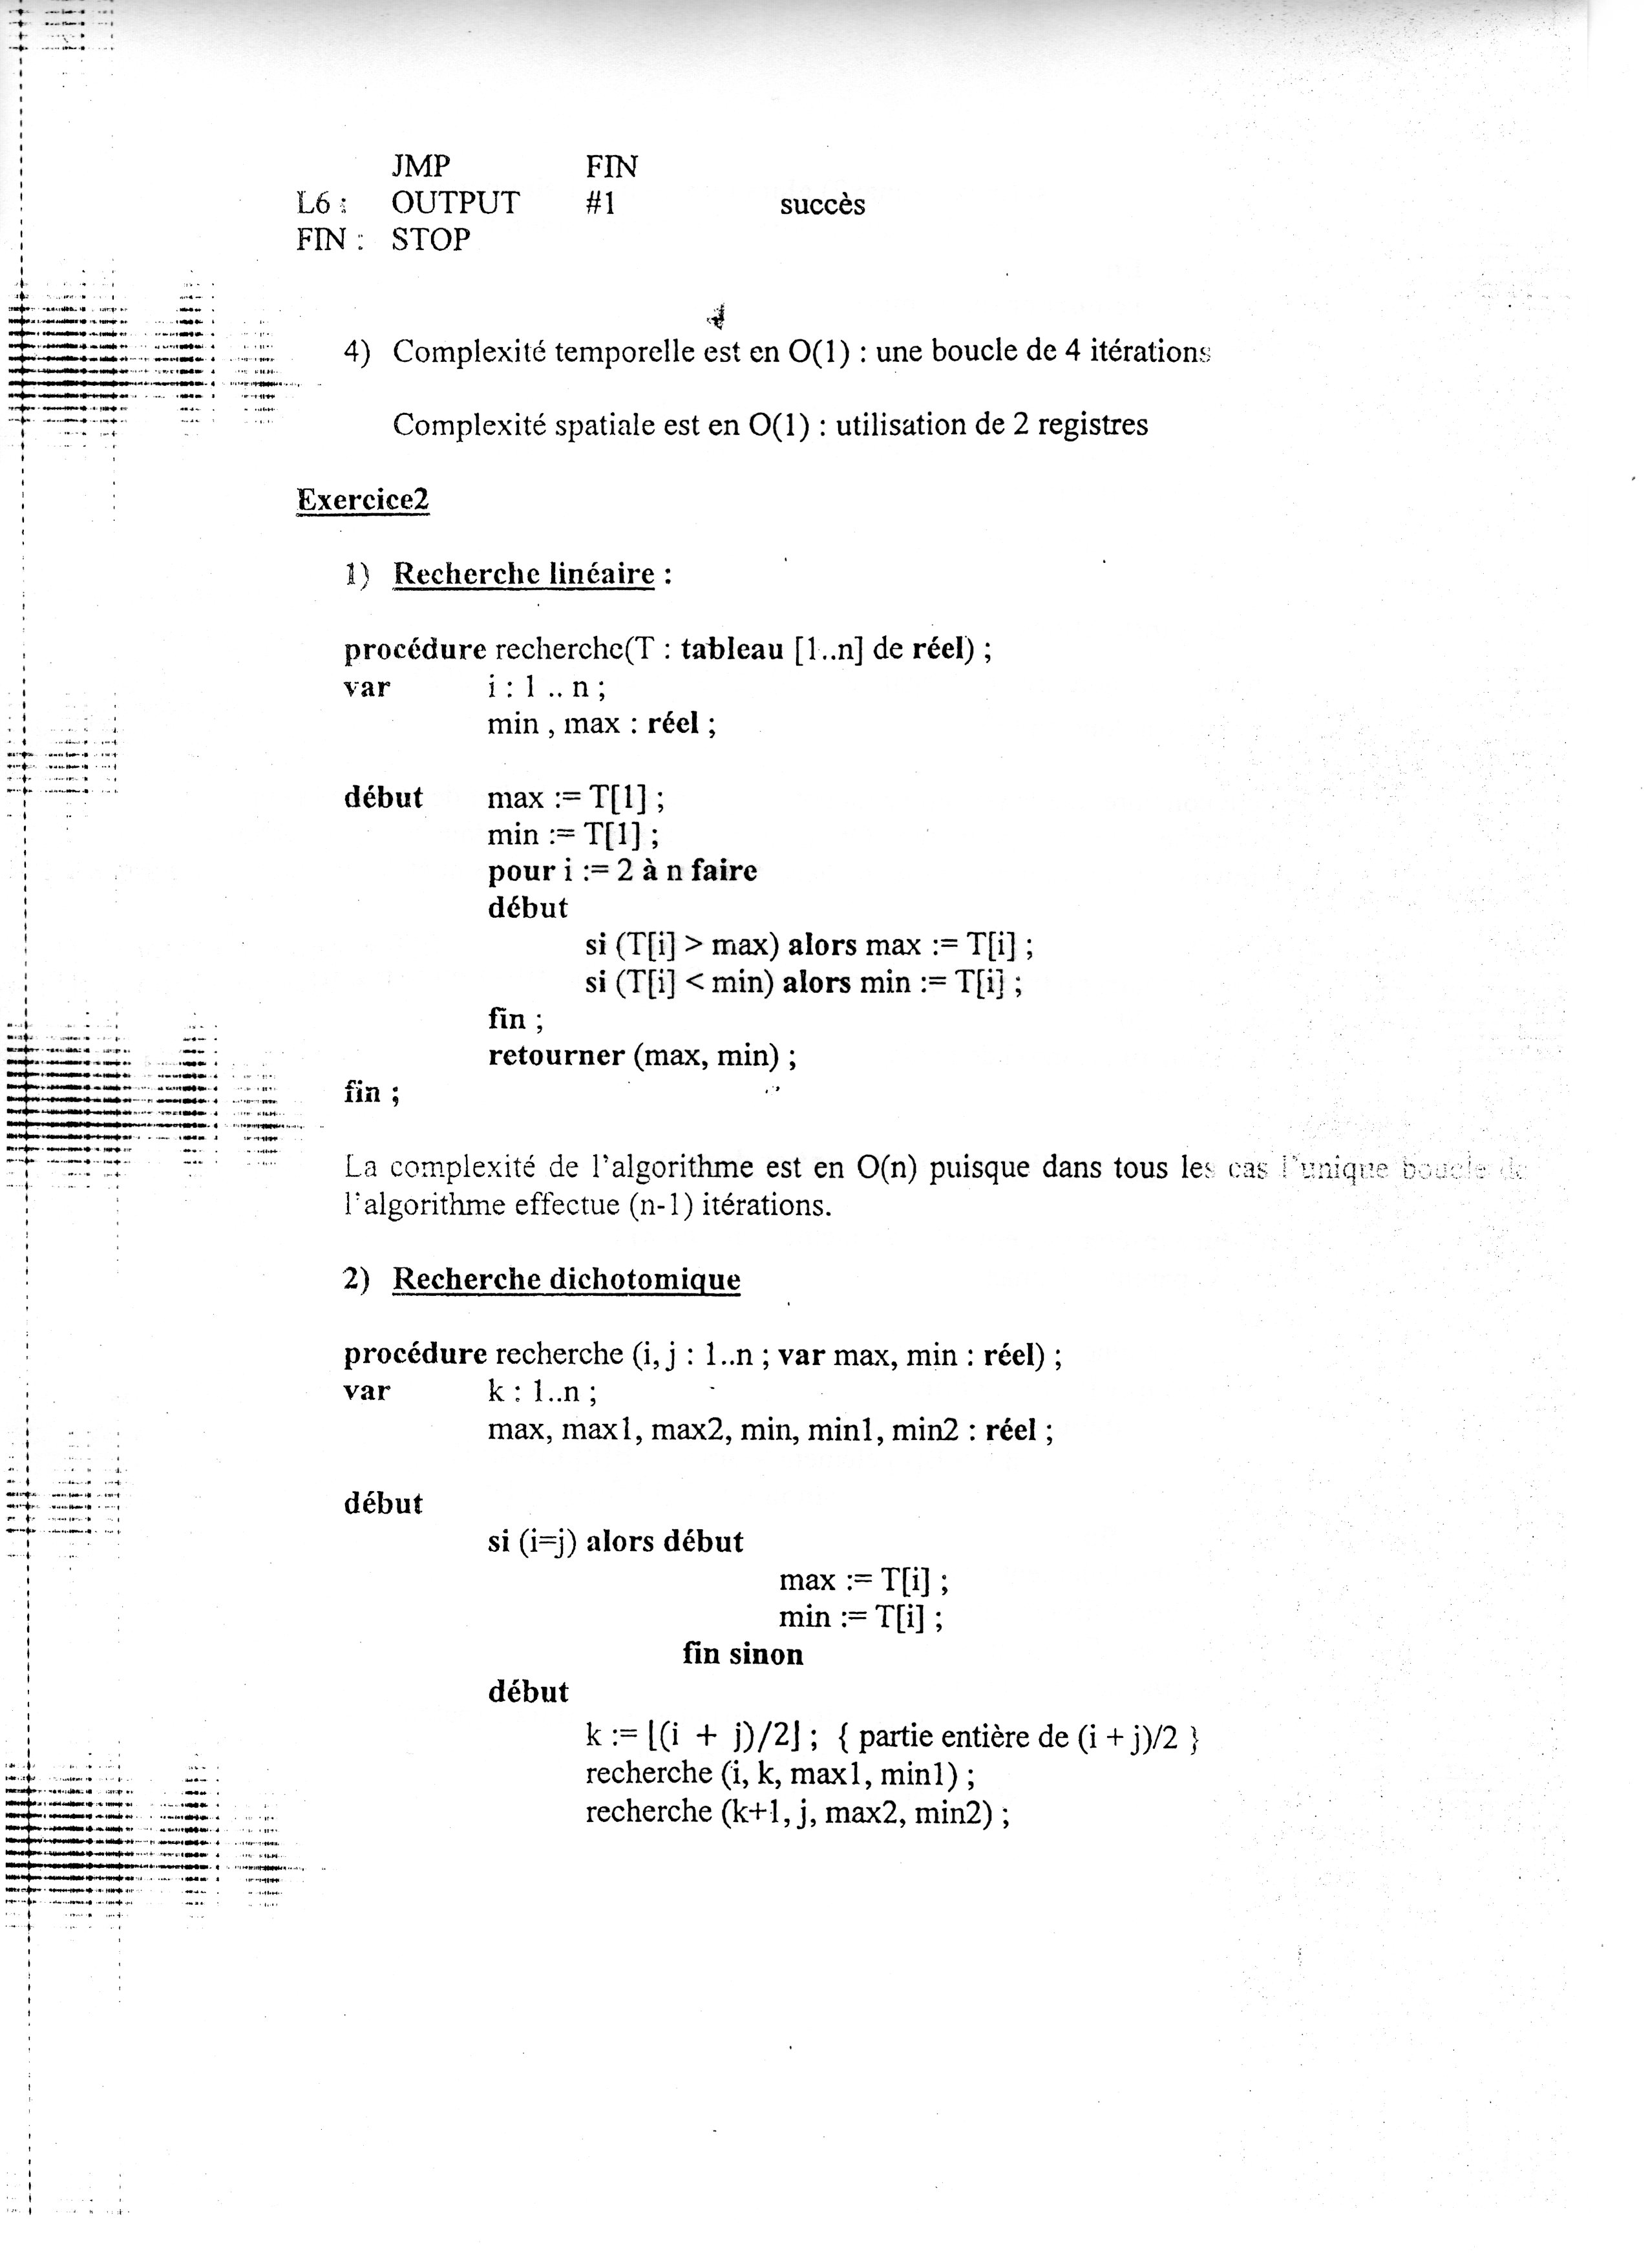 JMP FIN
L6 : OUTPUT #1 succès
FIN : STOP
4) Complexité temporelle est en O(1) : une boucle de 4 itérations
Complexité spatiale est en O(1) : utilisation de 2 registres
Exercice2
1) Recherche linéaire :
procédure recherche(T : tableau [1..n] de réel) ;
var i : 1 .. n ;
min , max : réel ;
début max := T[1] ;
min := T[1] ;
pour i := 2 à n faire
début
si (T[i] > max) alors max := T[i] ;
si (T[i] < min) alors min := T[i] ;
fin ;
retourner (max, min) ;
fin ;
La complexité de l'algorithme est en O(n) puisque dans tous les cas l'unique boucle de
l'algorithme effectue (n-1) itérations.
2) Recherche dichotomique
procédure recherche (i, j : 1..n ; var max, min : réel) ;
var k : 1..n ;
max, max1, max2, min, min1, min2 : réel ;
début
si (i=j) alors début
max := T[i] ;
min := T[i] ;
fin sinon
début
k := ⌊(i + j)/2⌋ ; { partie entière de (i + j)/2 }
recherche (i, k, max1, min1) ;
recherche (k+1, j, max2, min2) ;